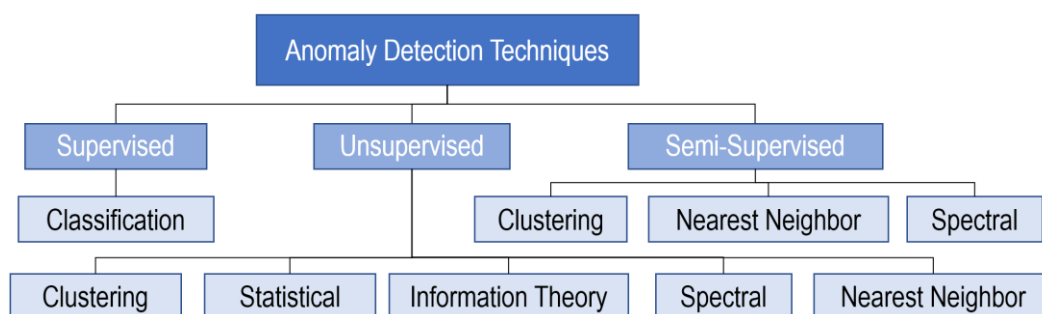 Anomaly Detection Techniques
Supervised
Unsupervised
Semi-Supervised
Classification
Clustering
Nearest Neighbor
Spectral
Clustering
Statistical
Information Theory
Spectral
Nearest Neighbor